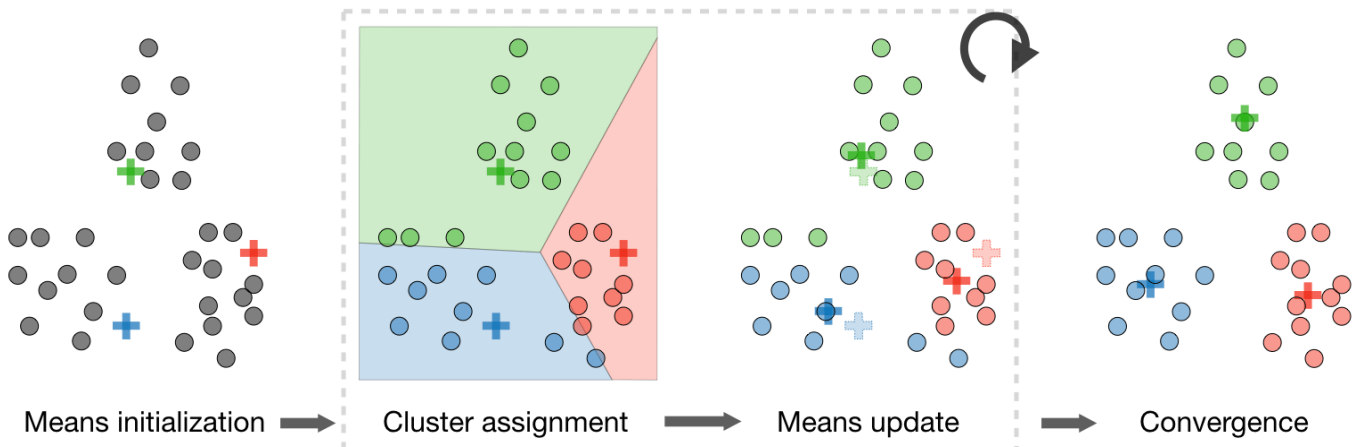 Means initialization
Cluster assignment
Means update
Convergence